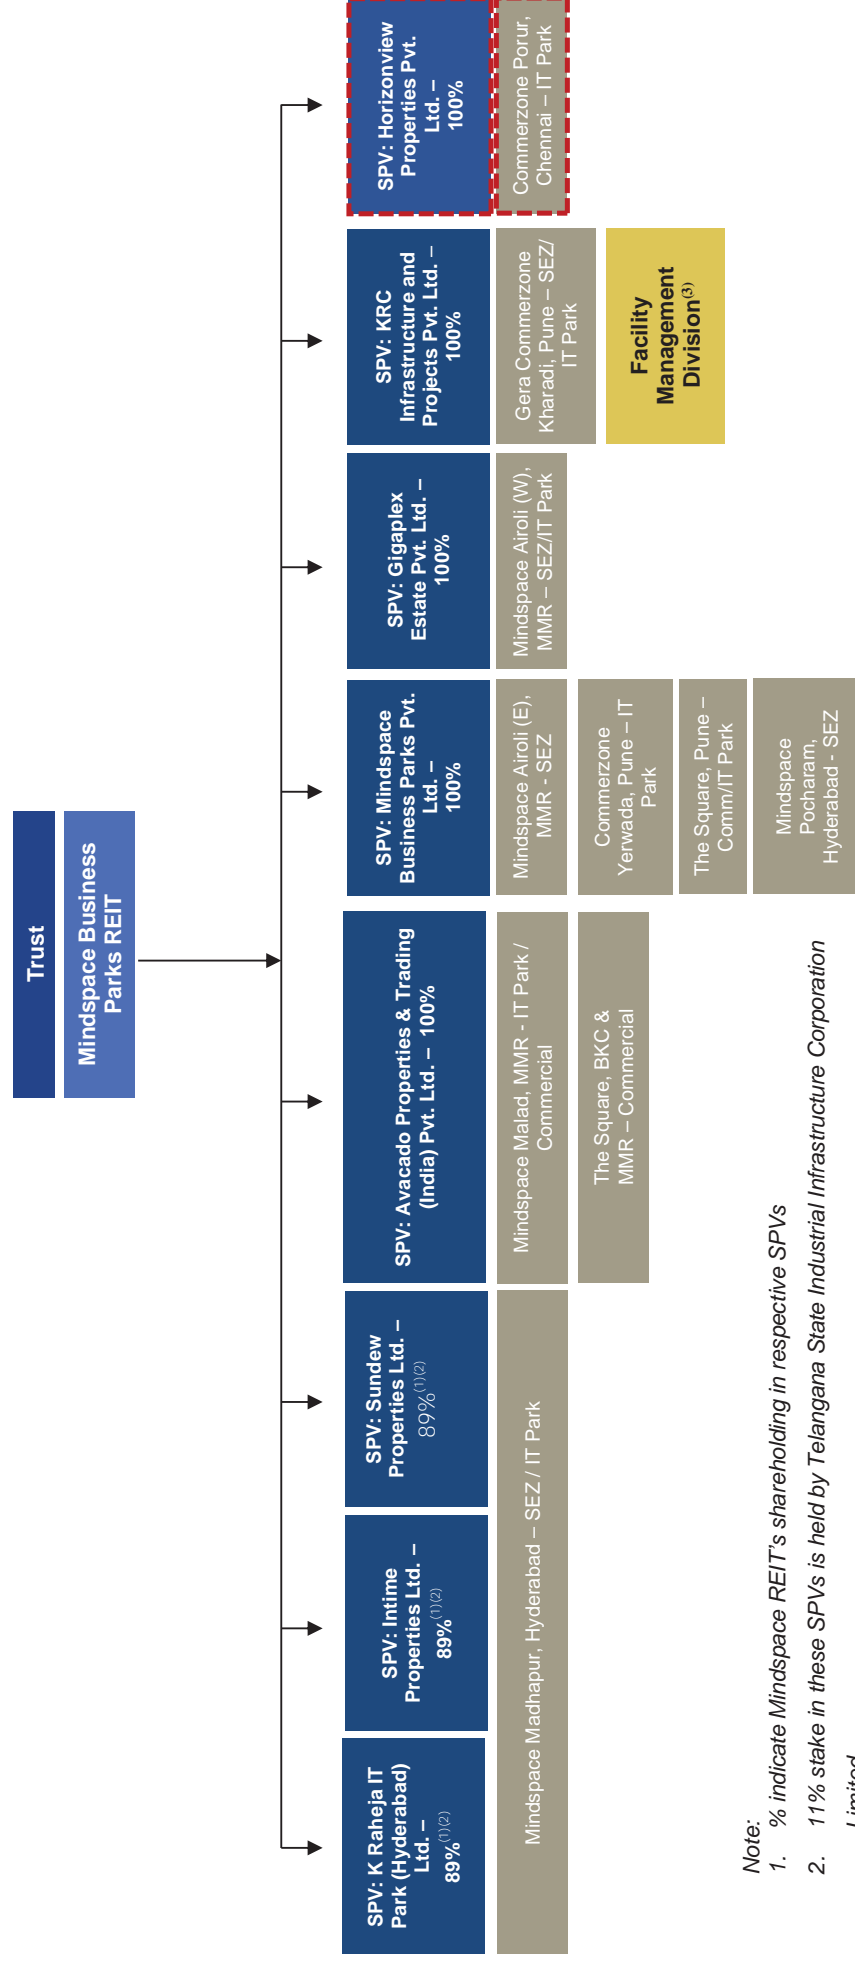 Trust
Mindspace Business
Parks REIT
SPV: K Raheja IT
Park (Hyderabad)
Ltd. –
89%(1)(2)
SPV: Intime
Properties Ltd. –
89%(1)(2)
SPV: Sundew
Properties Ltd. –
89%(1)(2)
SPV: Avacado Properties & Trading
(India) Pvt. Ltd. – 100%
SPV: Mindspace
Business Parks Pvt.
Ltd. –
100%
SPV: Gigaplex
Estate Pvt. Ltd. –
100%
SPV: KRC
Infrastructure and
Projects Pvt. Ltd. –
100%
SPV: Horizonview
Properties Pvt.
Ltd. –
100%
Mindspace Madhapur, Hyderabad – SEZ / IT Park
Mindspace Malad, MMR - IT Park /
Commercial
The Square, BKC &
MMR – Commercial
Mindspace Airoli (E),
MMR - SEZ
Commerzone
Yerwada, Pune – IT
Park
The Square, Pune –
Comm/IT Park
Mindspace
Pocharam,
Hyderabad - SEZ
Mindspace Airoli (W),
MMR – SEZ/IT Park
Gera Commerzone
Kharadi, Pune – SEZ/
IT Park
Facility
Management
Division(3)
Commerzone Porur,
Chennai – IT Park
Note:
1. % indicate Mindspace REIT's shareholding in respective SPVs
2. 11% stake in these SPVs is held by Telangana State Industrial Infrastructure Corporation
Limited